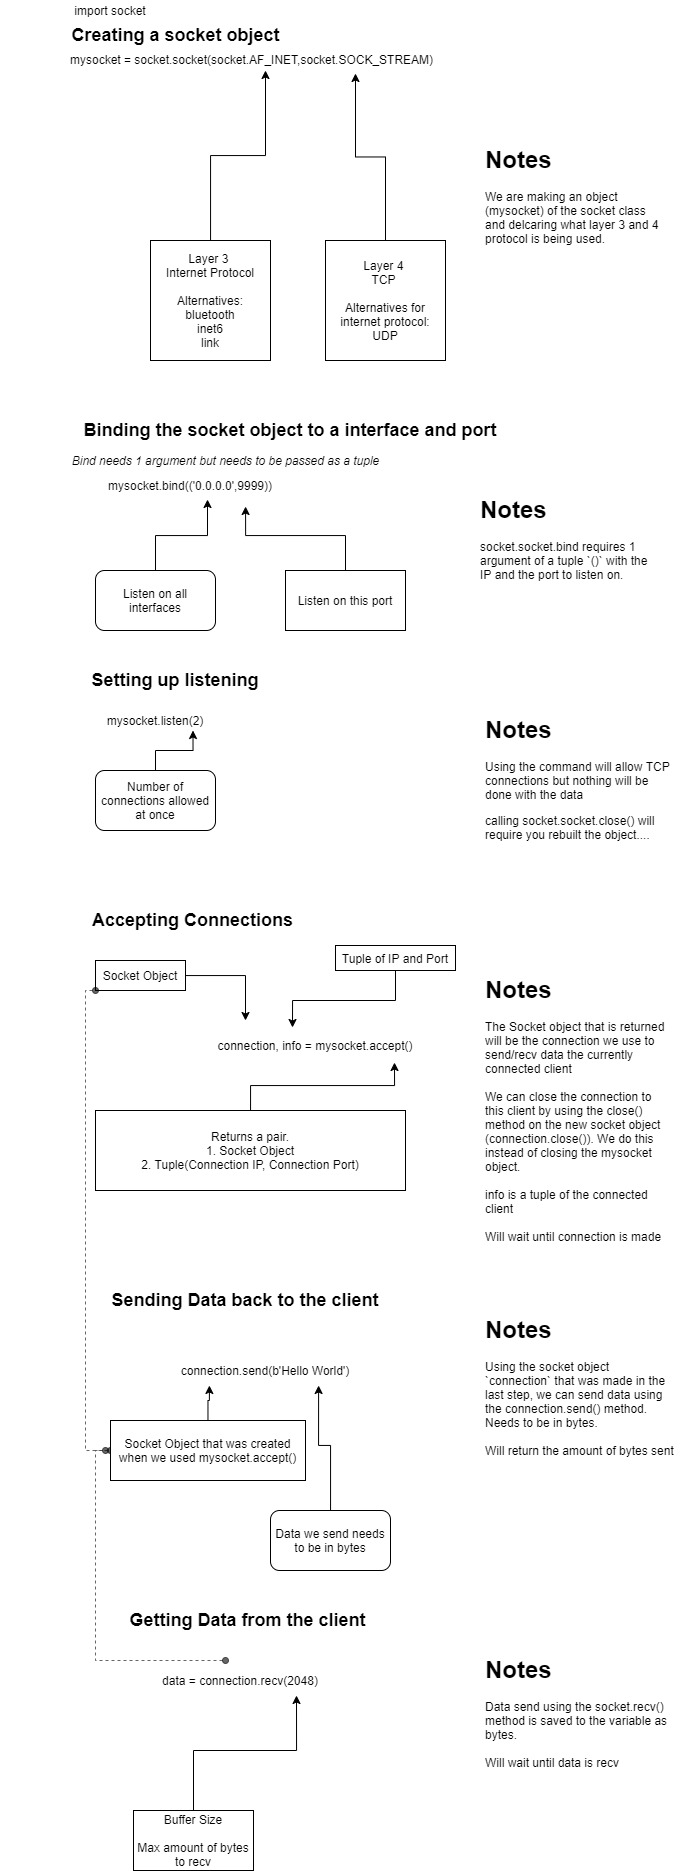 import socket
Creating a socket object
mysocket = socket.socket(socket.AF_INET,socket.SOCK_STREAM)
Notes
We are making an object
(mysocket) of the socket class
and delcaring what layer 3 and 4
protocol is being used.
Layer 3
Internet Protocol
Alternatives:
bluetooth
inet6
link
Layer 4
TCP
Alternatives for
internet protocol:
UDP
Binding the socket object to a interface and port
Bind needs 1 argument but needs to be passed as a tuple
mysocket.bind(('0.0.0.0',9999))
Notes
socket.socket.bind requires 1
argument of a tuple `()` with the
IP and the port to listen on.
Listen on all
interfaces
Listen on this port
Setting up listening
mysocket.listen(2)
Notes
Using the command will allow TCP
connections but nothing will be
done with the data
calling socket.socket.close() will
require you rebuilt the object....
Number of
connections allowed
at once
Accepting Connections
Tuple of IP and Port
Socket Object
connection, info = mysocket.accept()
Notes
The Socket object that is returned
will be the connection we use to
send/recv data the currently
connected client
We can close the connection to
this client by using the close()
method on the new socket object
(connection.close()). We do this
instead of closing the mysocket
object.
info is a tuple of the connected
client
Will wait until connection is made
Returns a pair.
1. Socket Object
2. Tuple(Connection IP, Connection Port)
Sending Data back to the client
connection.send(b'Hello World')
Notes
Using the socket object
`connection` that was made in the
last step, we can send data using
the connection.send() method.
Needs to be in bytes.
Will return the amount of bytes sent
Socket Object that was created
when we used mysocket.accept()
Data we send needs
to be in bytes
Getting Data from the client
data = connection.recv(2048)
Notes
Data send using the socket.recv()
method is saved to the variable as
bytes.
Will wait until data is recv
Buffer Size
Max amount of bytes
to recv